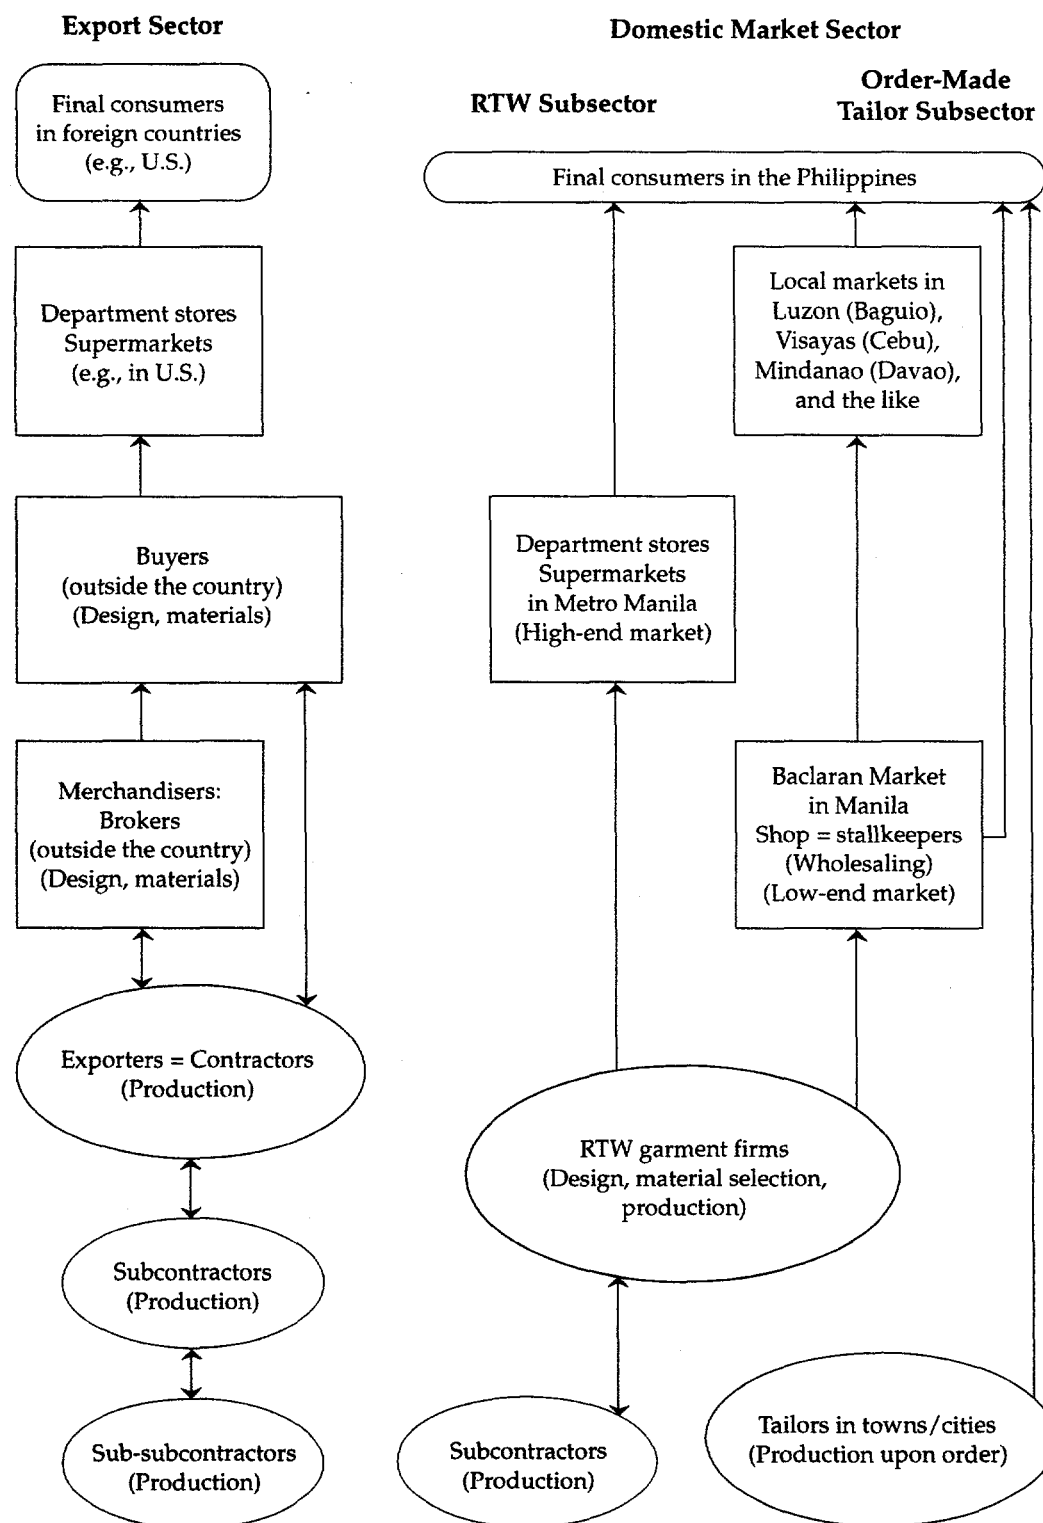 Export Sector
Final consumers
in foreign countries
(e.g., U.S.)
Department stores
Supermarkets
(e.g., in U.S.)
Buyers
(outside the country)
(Design, materials)
Merchandisers:
Brokers
(outside the country)
(Design, materials)
Exporters = Contractors
(Production)
Subcontractors
(Production)
Sub-subcontractors
(Production)
Domestic Market Sector
RTW Subsector
Order-Made
Tailor Subsector
Final consumers in the Philippines
Local markets in
Luzon (Baguio),
Visayas (Cebu),
Mindanao (Davao),
and the like
Department stores
Supermarkets
in Metro Manila
(High-end market)
Baclaran Market
in Manila
Shop = stallkeepers
(Wholesaling)
(Low-end market)
RTW garment firms
(Design, material selection,
production)
Subcontractors
(Production)
Tailors in towns/cities
(Production upon order)